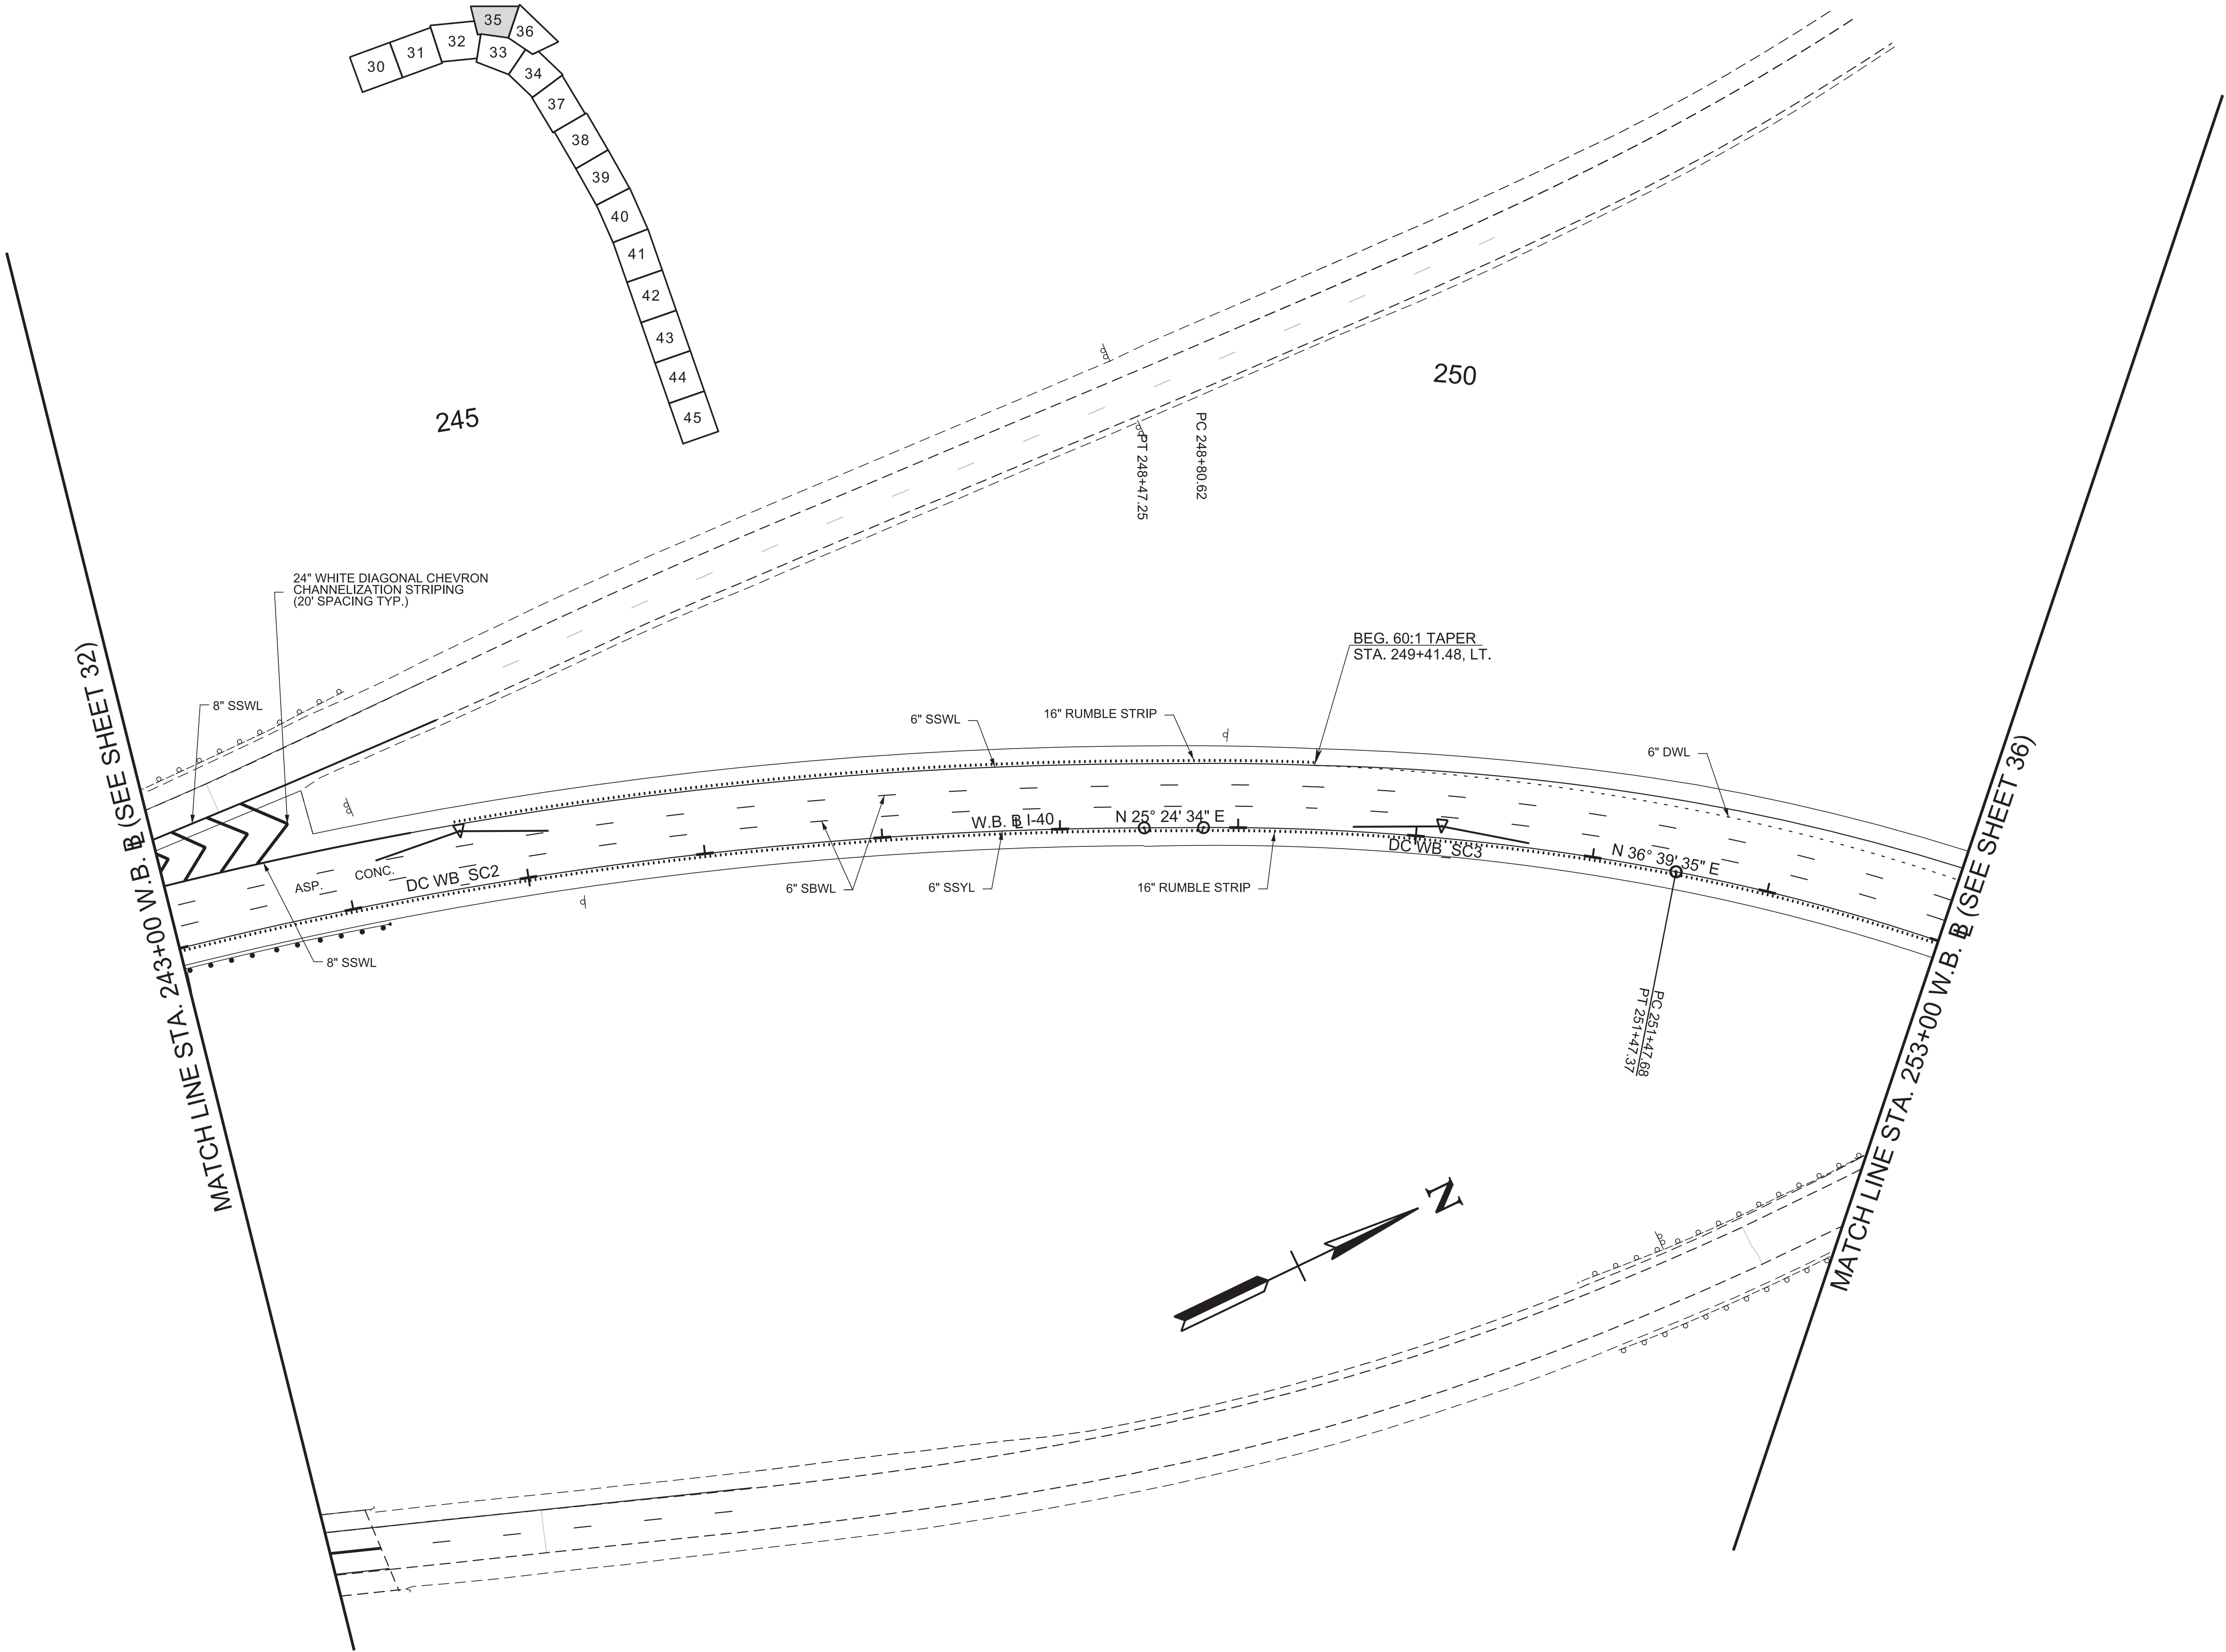 35
36
32
31
33
30
34
37
38
39
40
41
42
43
44
45
245
250
PC 248+80.62
PT 248+47.25
24" WHITE DIAGONAL CHEVRON
CHANNELIZATION STRIPING
(20' SPACING TYP.)
BEG. 60:1 TAPER
STA. 249+41.48, LT.
8" SSWL
6" SSWL
16" RUMBLE STRIP
6" DWL
W.B. BL I-40
N 25° 24' 34" E
DC WB_SC3
N 36° 39' 35" E
ASP.
CONC.
DC WB_SC2
6" SBWL
6" SSYL
16" RUMBLE STRIP
8" SSWL
PC 251+47.68
PT 251+47.37
MATCH LINE STA. 243+00 W.B. BL (SEE SHEET 32)
MATCH LINE STA. 253+00 W.B. BL (SEE SHEET 36)
N